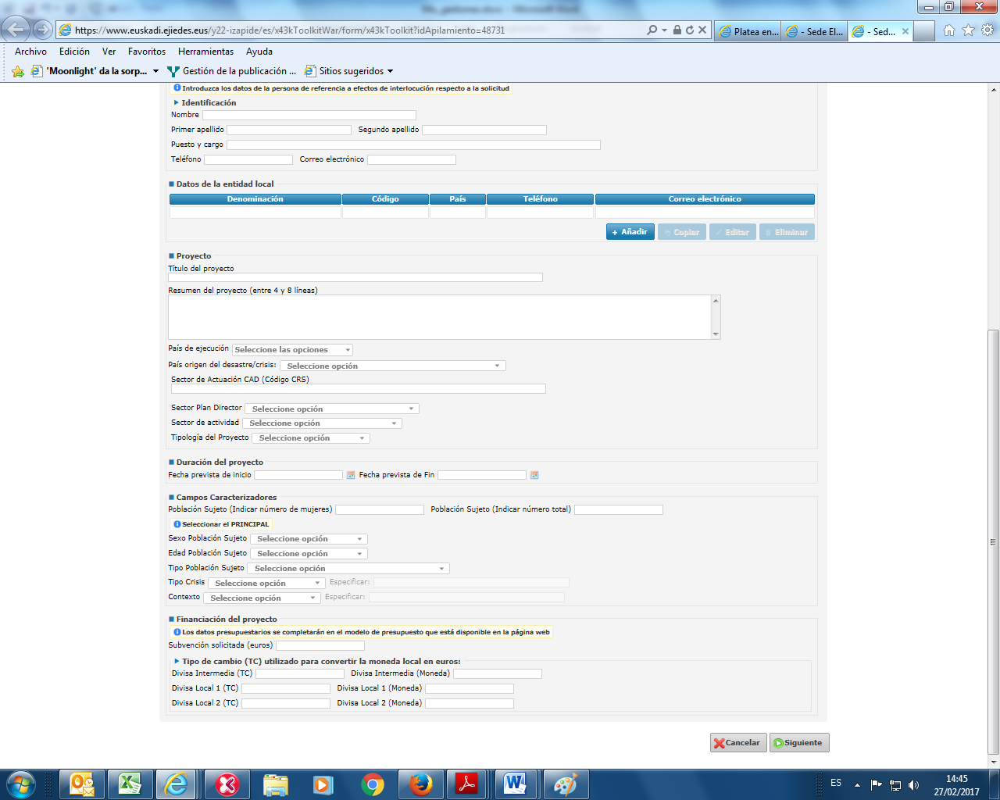 https://www.euskadi.ejiedes.eus/y22-izapide/es/x43kToolkitWar/form/x43kToolkit?idApilamiento=48731
Platea en...
- Sede El...
- Sed...
Archivo Edición Ver Favoritos Herramientas Ayuda
'Moonlight' da la sorp... Gestión de la publicación ... Sitios sugeridos
Introduzca los datos de la persona de referencia a efectos de interlocución respecto a la solicitud
Identificación
Nombre
Primer apellido Segundo apellido
Puesto y cargo
Teléfono Correo electrónico
Datos de la entidad local
Denominación Código País Teléfono Correo electrónico
+ Añadir Copiar Editar Eliminar
Proyecto
Título del proyecto
Resumen del proyecto (entre 4 y 8 líneas)
País de ejecución Seleccione las opciones
País origen del desastre/crisis: Seleccione opción
Sector de Actuación CAD (Código CRS)
Sector Plan Director Seleccione opción
Sector de actividad Seleccione opción
Tipología del Proyecto Seleccione opción
Duración del proyecto
Fecha prevista de inicio Fecha prevista de Fin
Campos Caracterizadores
Población Sujeto (Indicar número de mujeres) Población Sujeto (Indicar número total)
Seleccionar el PRINCIPAL
Sexo Población Sujeto Seleccione opción
Edad Población Sujeto Seleccione opción
Tipo Población Sujeto Seleccione opción
Tipo Crisis Seleccione opción Especificar:
Contexto Seleccione opción Especificar:
Financiación del proyecto
Los datos presupuestarios se completarán en el modelo de presupuesto que está disponible en la página web
Subvención solicitada (euros)
Tipo de cambio (TC) utilizado para convertir la moneda local en euros:
Divisa Intermedia (TC) Divisa Intermedia (Moneda)
Divisa Local 1 (TC) Divisa Local 1 (Moneda)
Divisa Local 2 (TC) Divisa Local 2 (Moneda)
Cancelar Siguiente
ES
14:45
27/02/2017